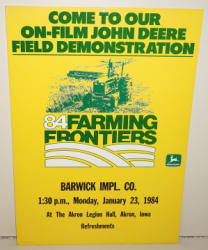 COME TO OUR
ON-FILM JOHN DEERE
FIELD DEMONSTRATION
84 FARMING
FRONTIERS
BARWICK IMPL. CO.
1:30 p.m., Monday, January 23, 1984
At The Akron Legion Hall, Akron, Iowa
Refreshments